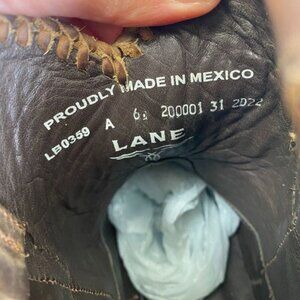 PROUDLY MADE IN MEXICO
LB0359 A 6½ 200001 31 2022
LANE